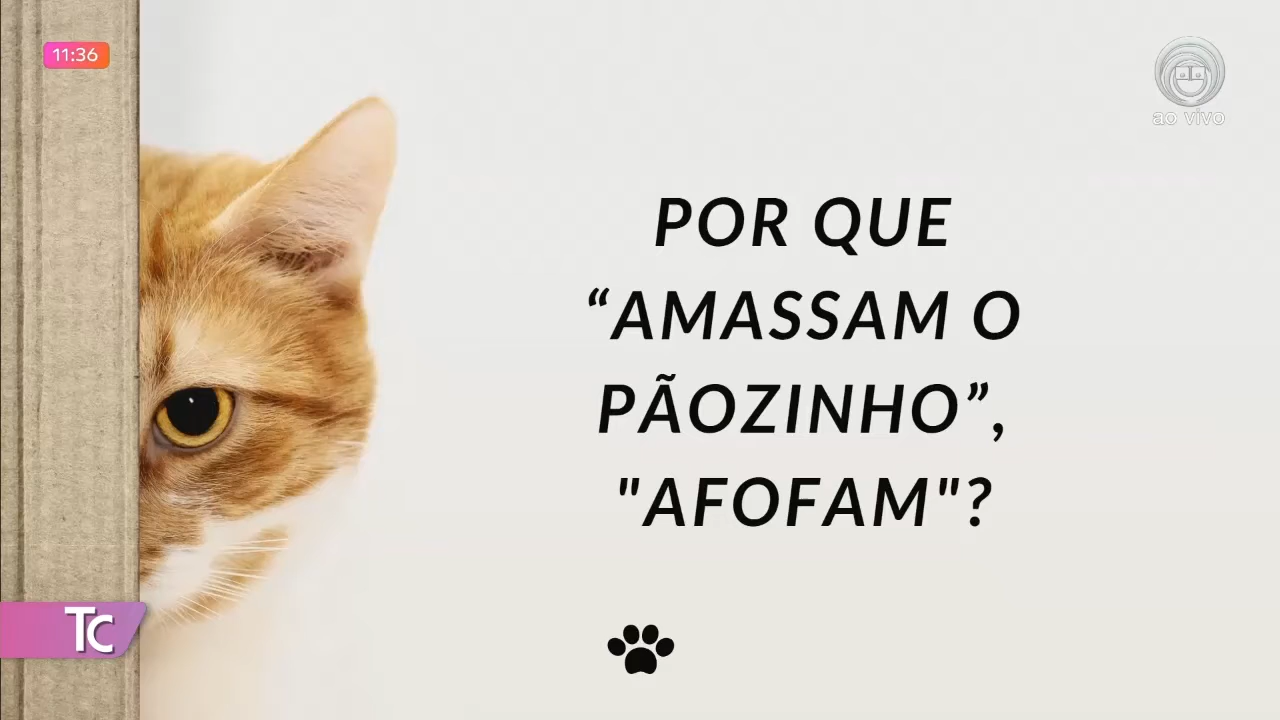 11:36
ao vivo
POR QUE
“AMASSAM O
PÃOZINHO”,
"AFOFAM"?
TC